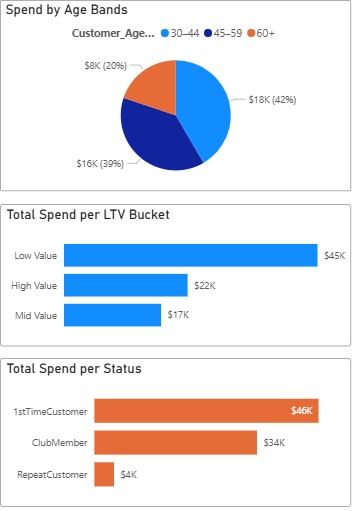 Spend by Age Bands
Customer_Age... 30–44 45–59 60+
$8K (20%)
$18K (42%)
$16K (39%)
Total Spend per LTV Bucket
Low Value $45K
High Value $22K
Mid Value $17K
Total Spend per Status
1stTimeCustomer $46K
ClubMember $34K
RepeatCustomer $4K